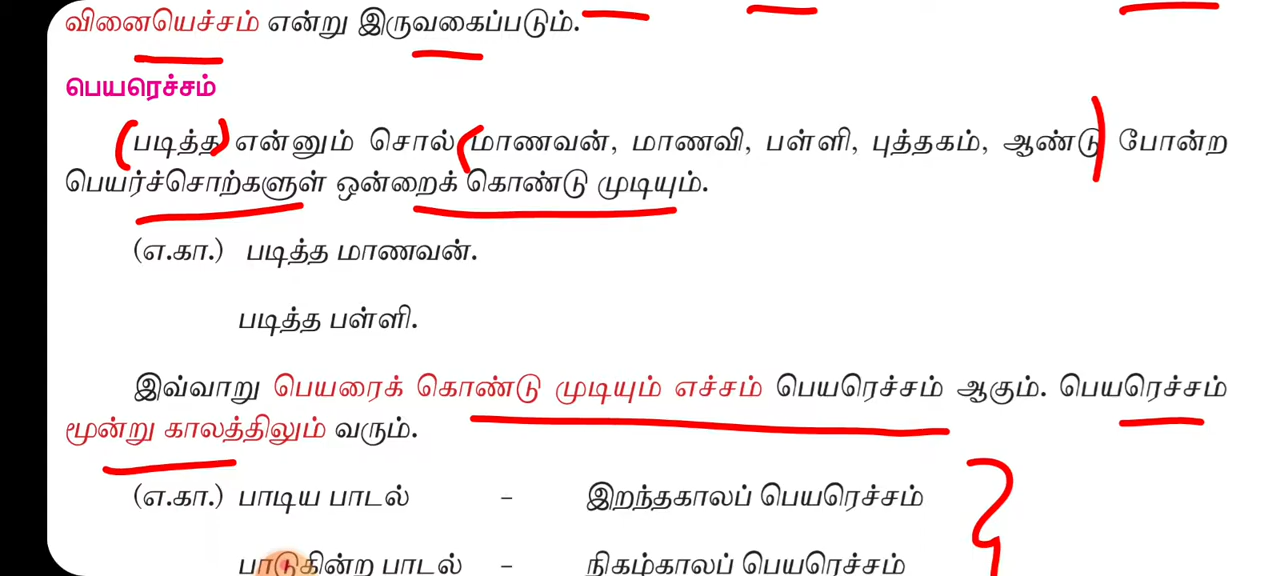 வினையெச்சம் என்று இருவகைப்படும்.
பெயரெச்சம்
படித்த என்னும் சொல் மாணவன், மாணவி, பள்ளி, புத்தகம், ஆண்டு போன்ற
பெயர்ச்சொற்களுள் ஒன்றைக் கொண்டு முடியும்.
(எ.கா.) படித்த மாணவன்.
படித்த பள்ளி.
இவ்வாறு பெயரைக் கொண்டு முடியும் எச்சம் பெயரெச்சம் ஆகும். பெயரெச்சம்
மூன்று காலத்திலும் வரும்.
(எ.கா.) பாடிய பாடல் – இறந்தகாலப் பெயரெச்சம்
பாடுகின்ற பாடல் – நிகழ்காலப் பெயரெச்சம்